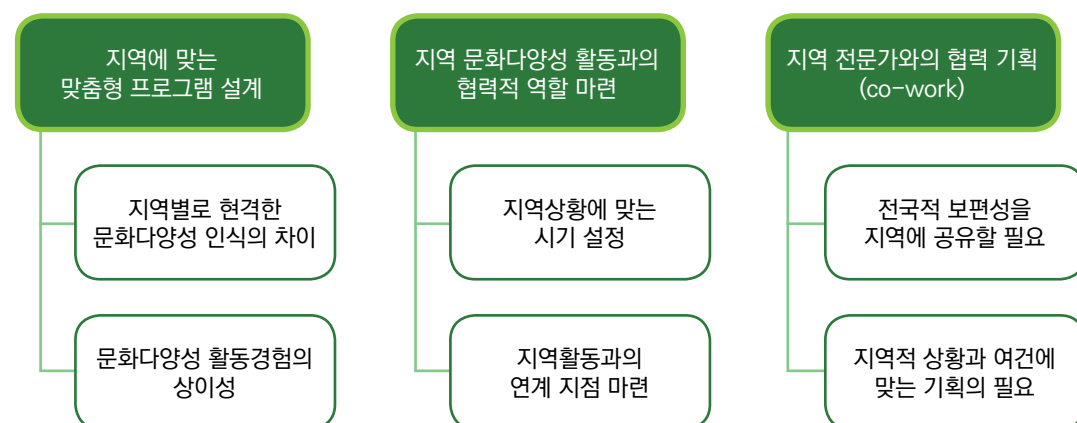 지역에 맞는
맞춤형 프로그램 설계
지역별로 현격한
문화다양성 인식의 차이
문화다양성 활동경험의
상이성
지역 문화다양성 활동과의
협력적 역할 마련
지역상황에 맞는
시기 설정
지역활동과의
연계 지점 마련
지역 전문가와의 협력 기획
(co-work)
전국적 보편성을
지역에 공유할 필요
지역적 상황과 여건에
맞는 기획의 필요